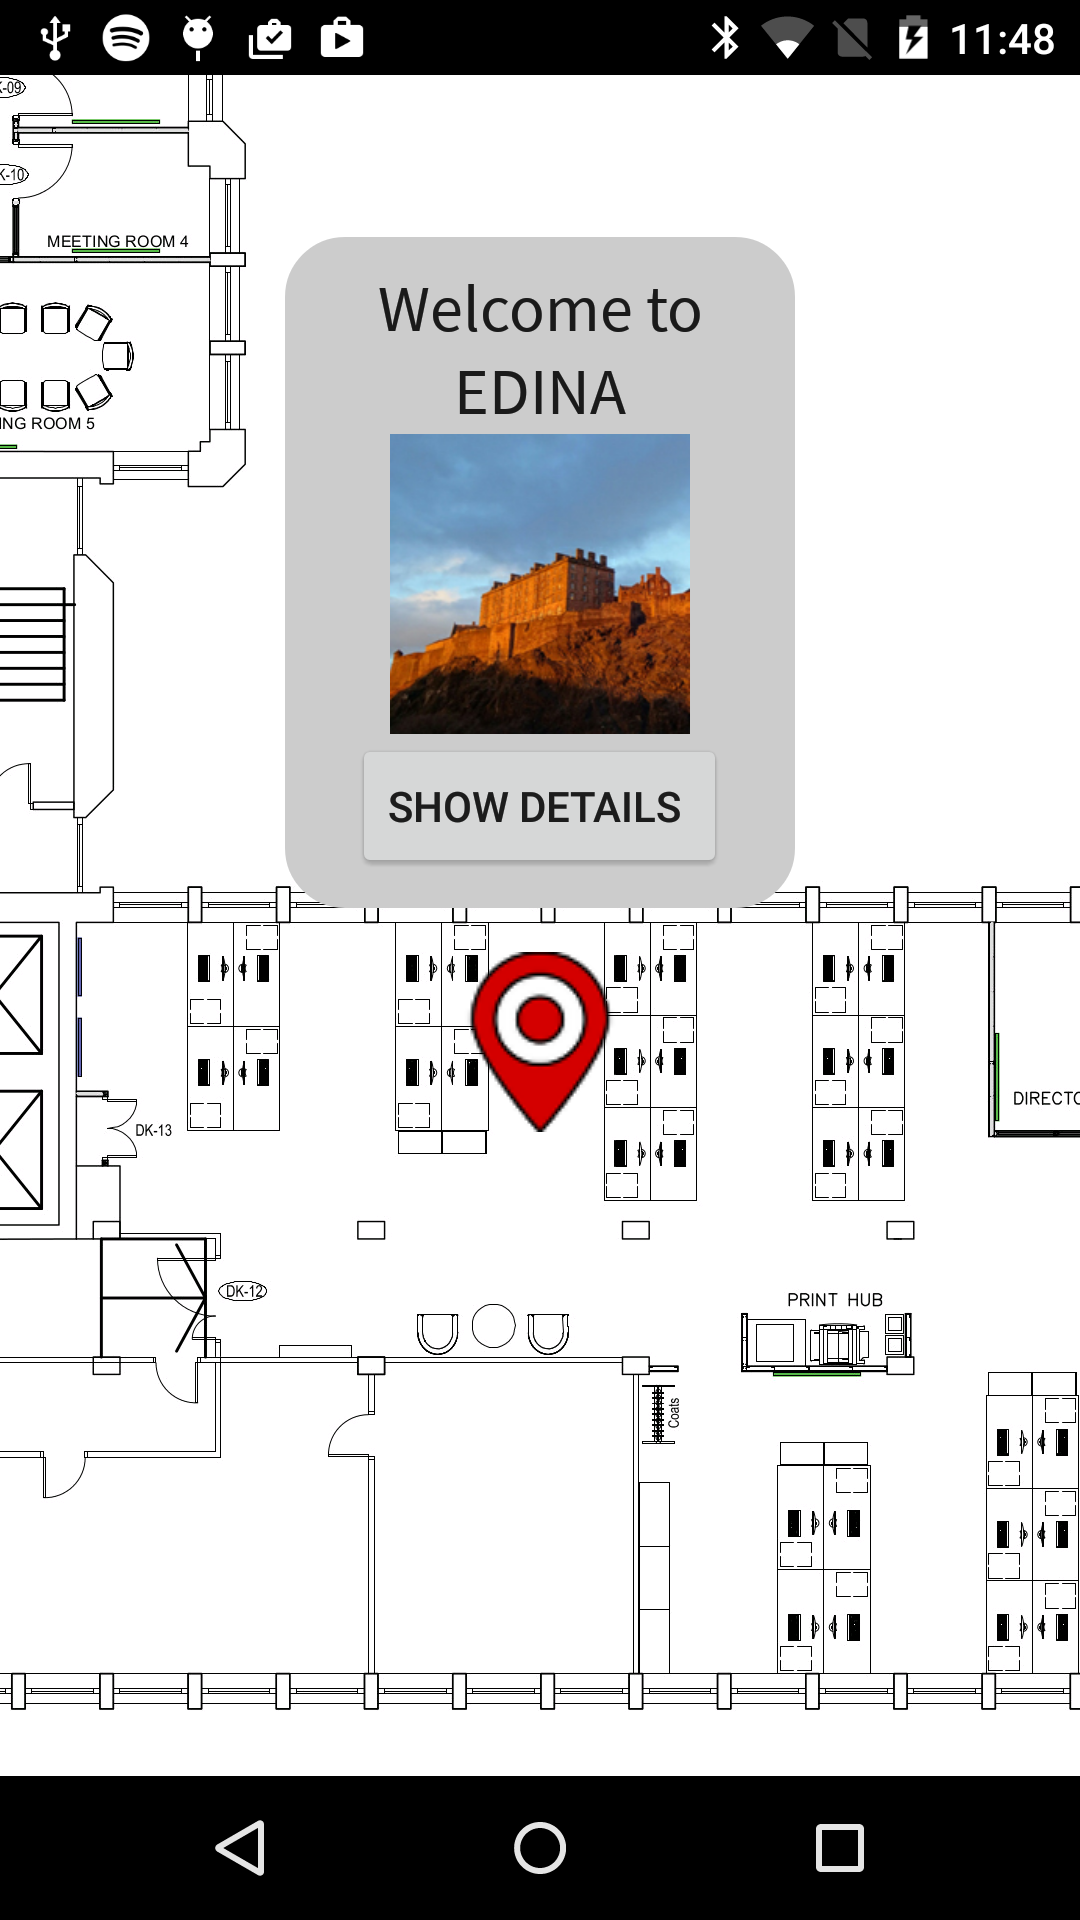 11:48
K-09
K-10
MEETING ROOM 4
Welcome to
EDINA
ING ROOM 5
SHOW DETAILS
DIRECTO
DK-13
DK-12
PRINT HUB
Coats